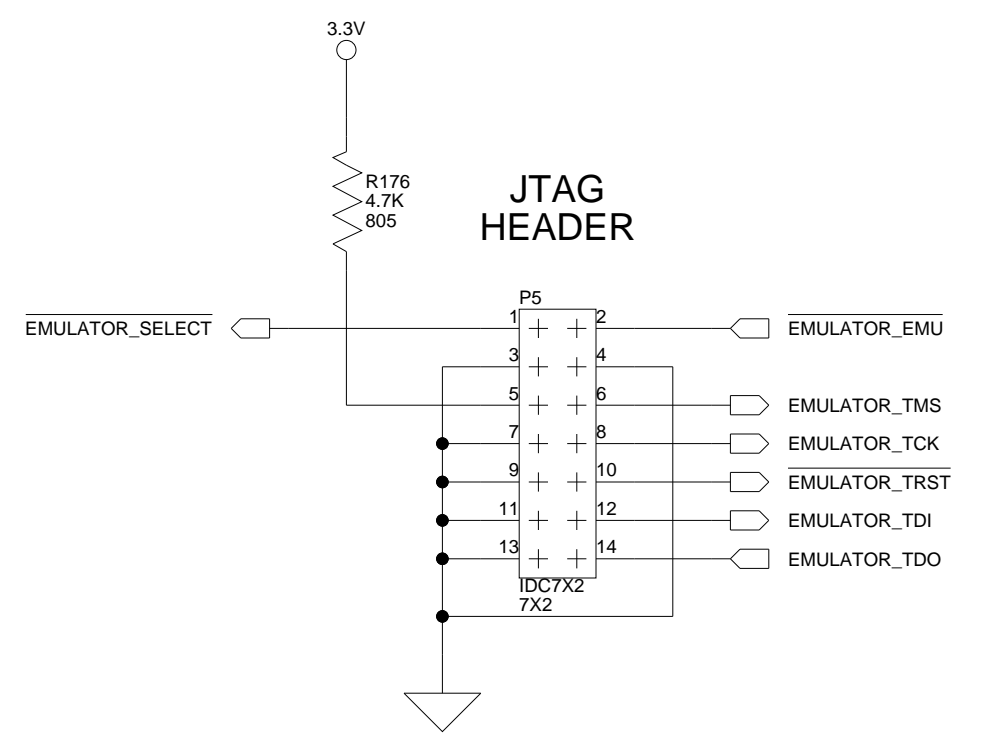 3.3V
R176
4.7K
805
JTAG
HEADER
P5
EMULATOR_SELECT
1
2
EMULATOR_EMU
3
4
5
6
EMULATOR_TMS
7
8
EMULATOR_TCK
9
10
EMULATOR_TRST
11
12
EMULATOR_TDI
13
14
EMULATOR_TDO
IDC7X2
7X2